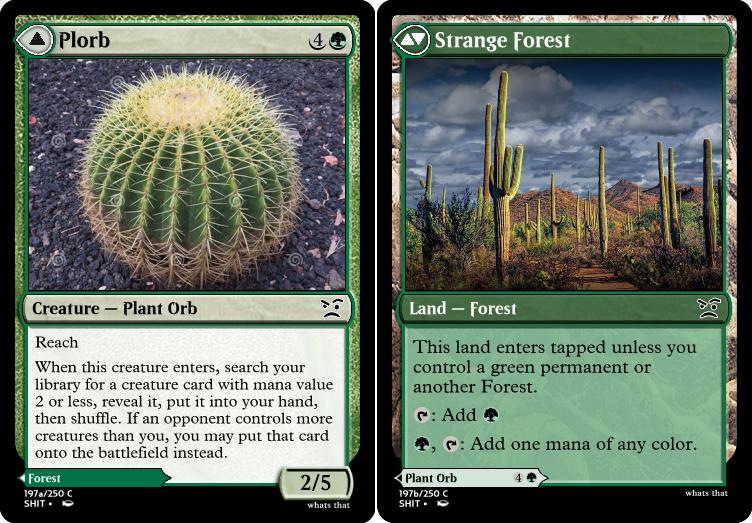 Plorb
4
Creature — Plant Orb
Reach
When this creature enters, search your
library for a creature card with mana value
2 or less, reveal it, put it into your hand,
then shuffle. If an opponent controls more
creatures than you, you may put that card
onto the battlefield instead.
Forest
2/5
197a/250 C
SHIT •
whats that
Strange Forest
Land — Forest
This land enters tapped unless you
control a green permanent or
another Forest.
: Add
, : Add one mana of any color.
Plant Orb
4
197b/250 C
SHIT •
whats that